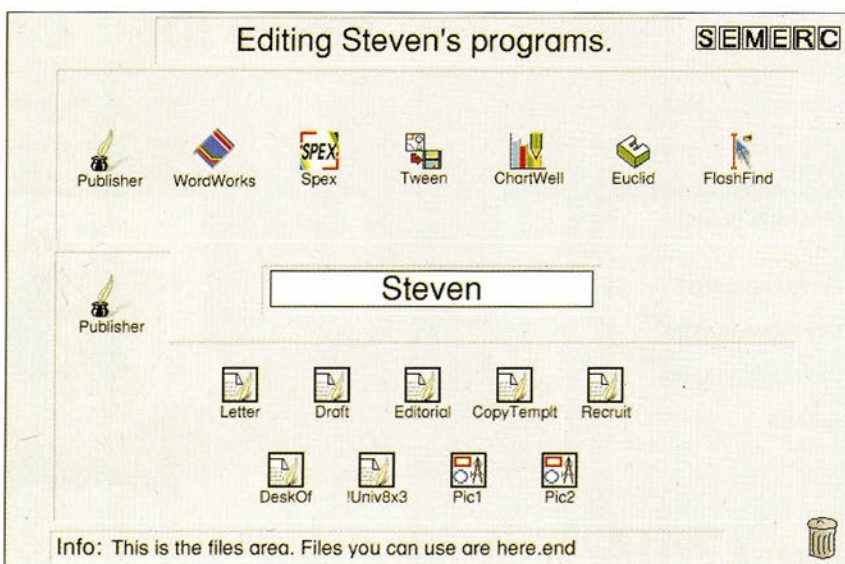 Editing Steven's programs.
SEMERC
Publisher WordWorks Spex Tween ChartWell Euclid FlashFind
SPEX
Publisher
Steven
Letter Draft Editorial CopyTemplt Recruit
DeskOf !Univ8x3 Pic1 Pic2
Info: This is the files area. Files you can use are here.end